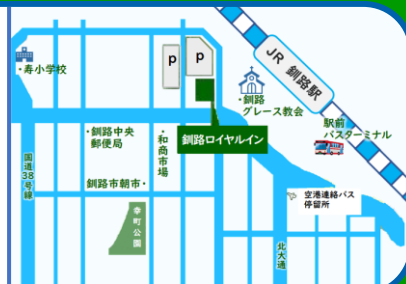 ・寿小学校
P
P
JR 釧路駅
・釧路
グレース教会
駅前
バスターミナル
・釧路中央
郵便局
・和商市場
釧路ロイヤルイン
国道38号線
釧路市朝市・
幸町公園
空港連絡バス
停留所
北大通